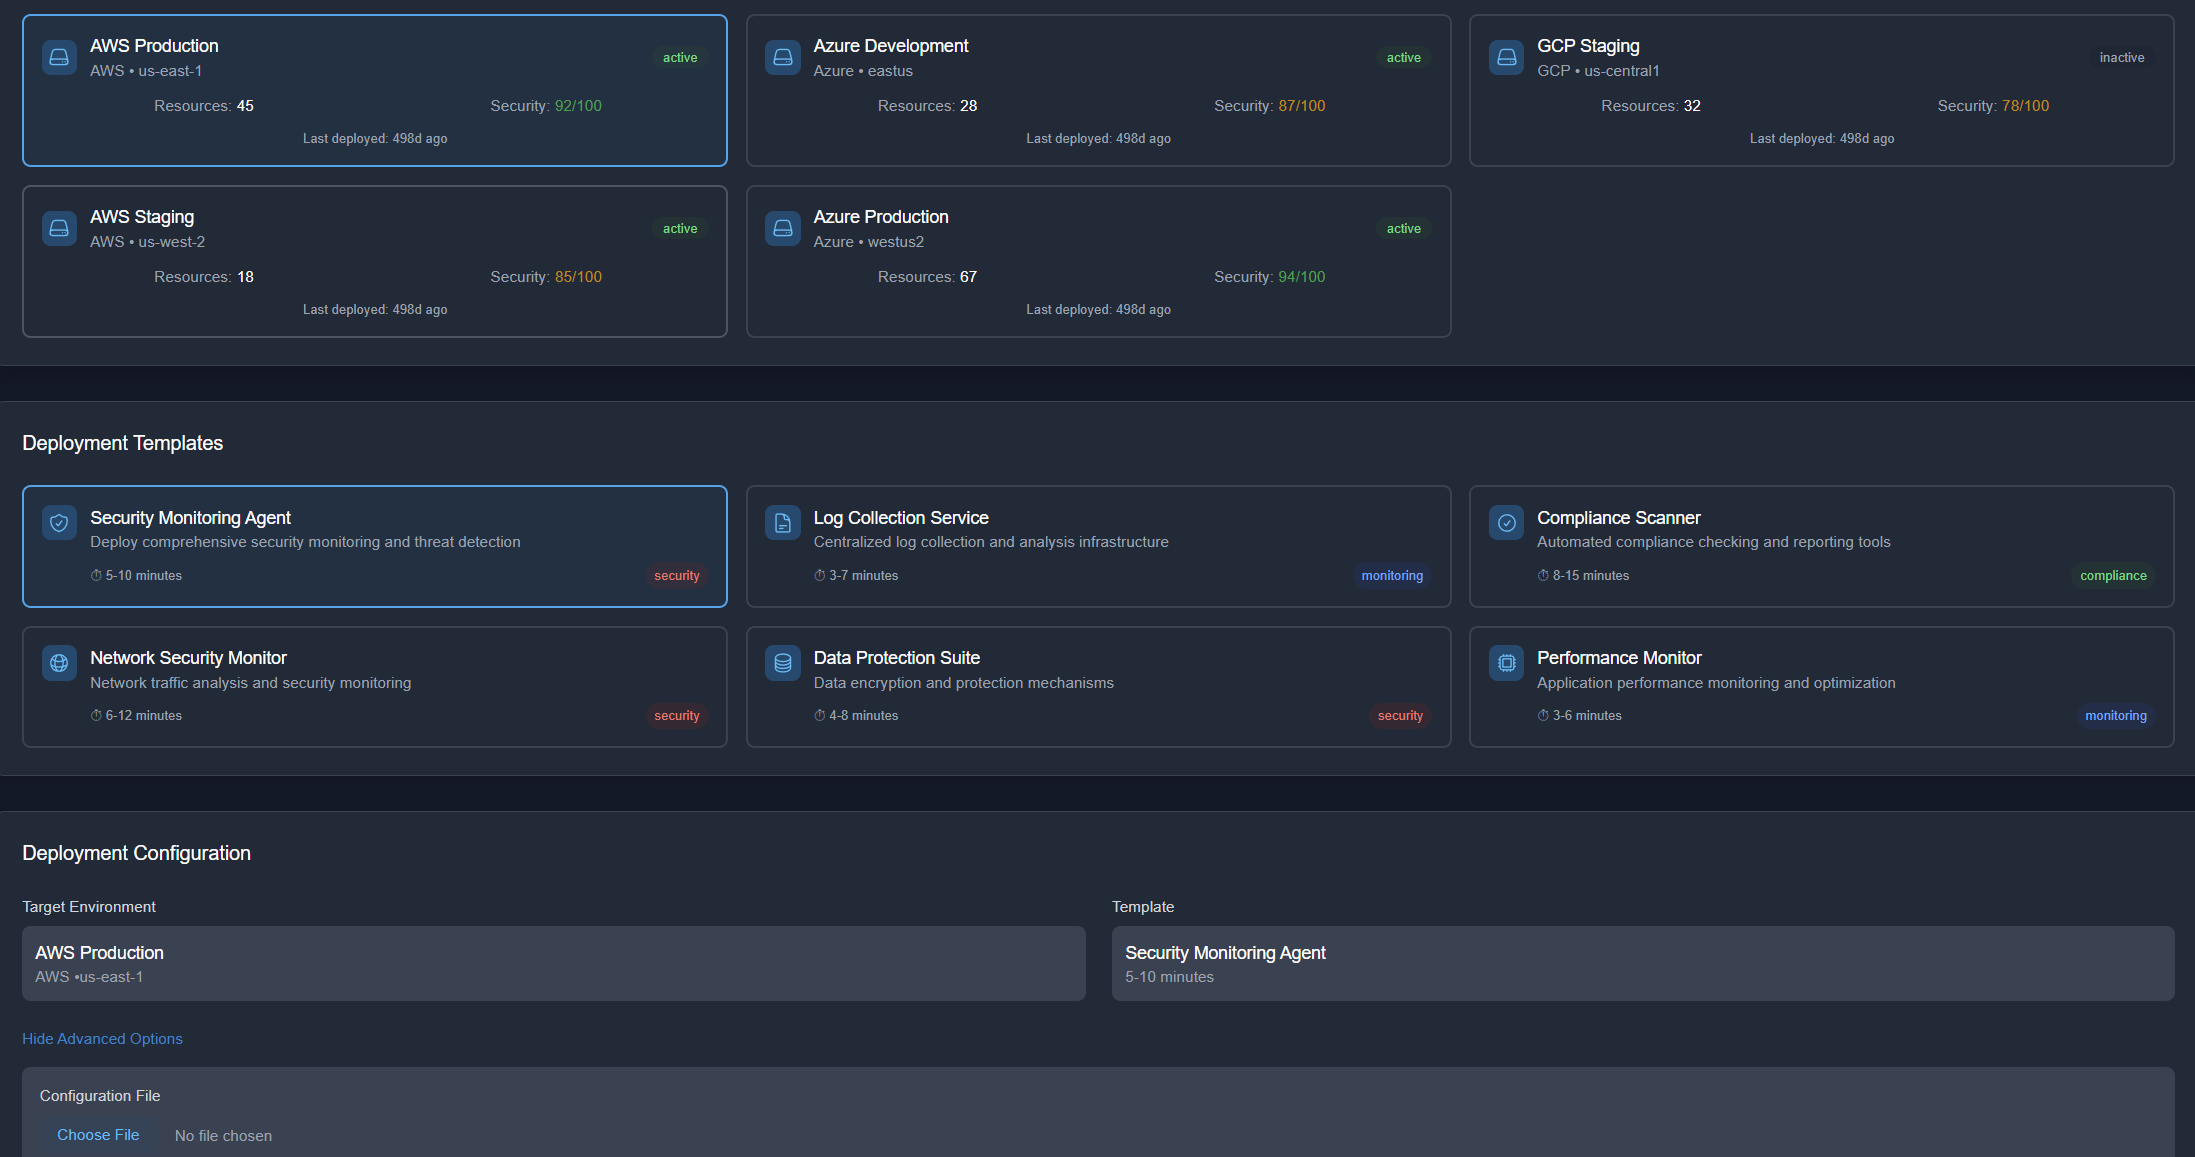 AWS Production
AWS • us-east-1
active
Resources: 45
Security: 92/100
Last deployed: 498d ago
Azure Development
Azure • eastus
active
Resources: 28
Security: 87/100
Last deployed: 498d ago
GCP Staging
GCP • us-central1
inactive
Resources: 32
Security: 78/100
Last deployed: 498d ago
AWS Staging
AWS • us-west-2
active
Resources: 18
Security: 85/100
Last deployed: 498d ago
Azure Production
Azure • westus2
active
Resources: 67
Security: 94/100
Last deployed: 498d ago
Deployment Templates
Security Monitoring Agent
Deploy comprehensive security monitoring and threat detection
⏱ 5-10 minutes
security
Log Collection Service
Centralized log collection and analysis infrastructure
⏱ 3-7 minutes
monitoring
Compliance Scanner
Automated compliance checking and reporting tools
⏱ 8-15 minutes
compliance
Network Security Monitor
Network traffic analysis and security monitoring
⏱ 6-12 minutes
security
Data Protection Suite
Data encryption and protection mechanisms
⏱ 4-8 minutes
security
Performance Monitor
Application performance monitoring and optimization
⏱ 3-6 minutes
monitoring
Deployment Configuration
Target Environment
AWS Production
AWS •us-east-1
Template
Security Monitoring Agent
5-10 minutes
Hide Advanced Options
Configuration File
Choose File
No file chosen